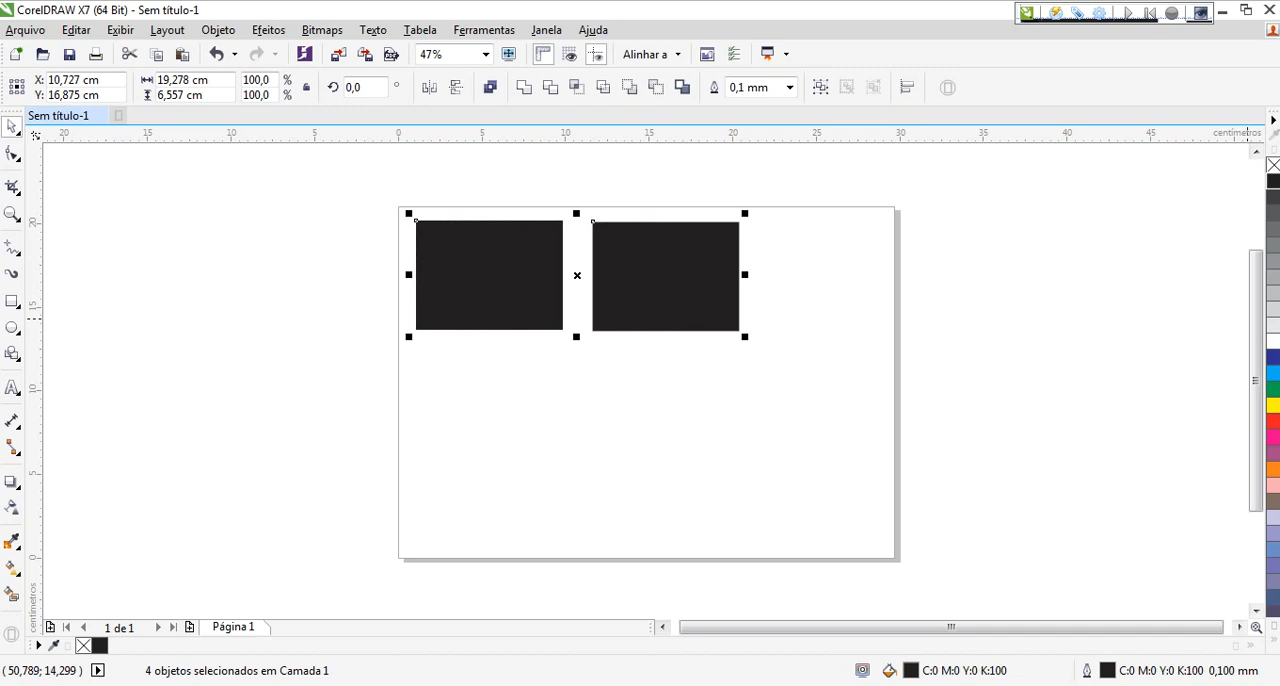 CorelDRAW X7 (64 Bit) - Sem título-1
Arquivo Editar Exibir Layout Objeto Efeitos Bitmaps Texto Tabela Ferramentas Janela Ajuda
47% Alinhar a
X: 10,727 cm 19,278 cm 100,0 % 0,0 ° 0,1 mm
Y: 16,875 cm 6,557 cm 100,0 %
Sem título-1
20 15 10 5 0 5 10 15 20 25 30 35 40 45 centímetros
20
15
10
5
0
centímetros
1 de 1 Página 1
( 50,789; 14,299 ) 4 objetos selecionados em Camada 1 C:0 M:0 Y:0 K:100 C:0 M:0 Y:0 K:100 0,100 mm